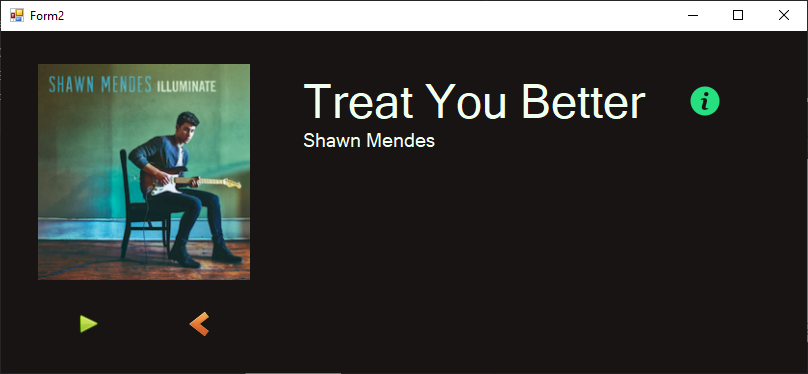 Form2
SHAWN MENDES ILLUMINATE
Treat You Better
i
Shawn Mendes